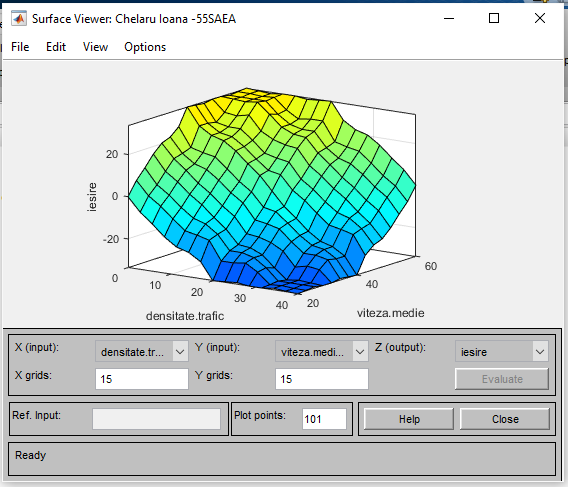 Surface Viewer: Chelaru Ioana -55SAEA
File Edit View Options
20
0
-20
iesire
0
10
20
30
40
densitate.trafic
20
40
60
viteza.medie
X (input): densitate.tr... Y (input): viteza.medi... Z (output): iesire
X grids: 15 Y grids: 15 Evaluate
Ref. Input: Plot points: 101 Help Close
Ready